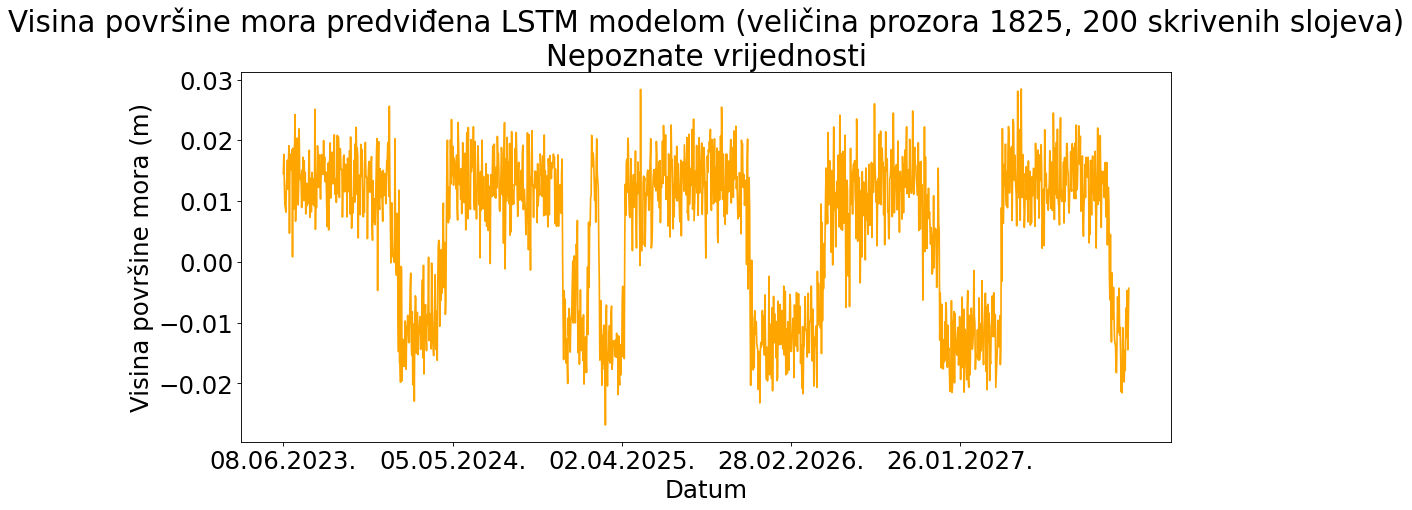 Visina površine mora predviđena LSTM modelom (veličina prozora 1825, 200 skrivenih slojeva)
Nepoznate vrijednosti
Visina površine mora (m)
0.03
0.02
0.01
0.00
−0.01
−0.02
08.06.2023. 05.05.2024. 02.04.2025. 28.02.2026. 26.01.2027.
Datum